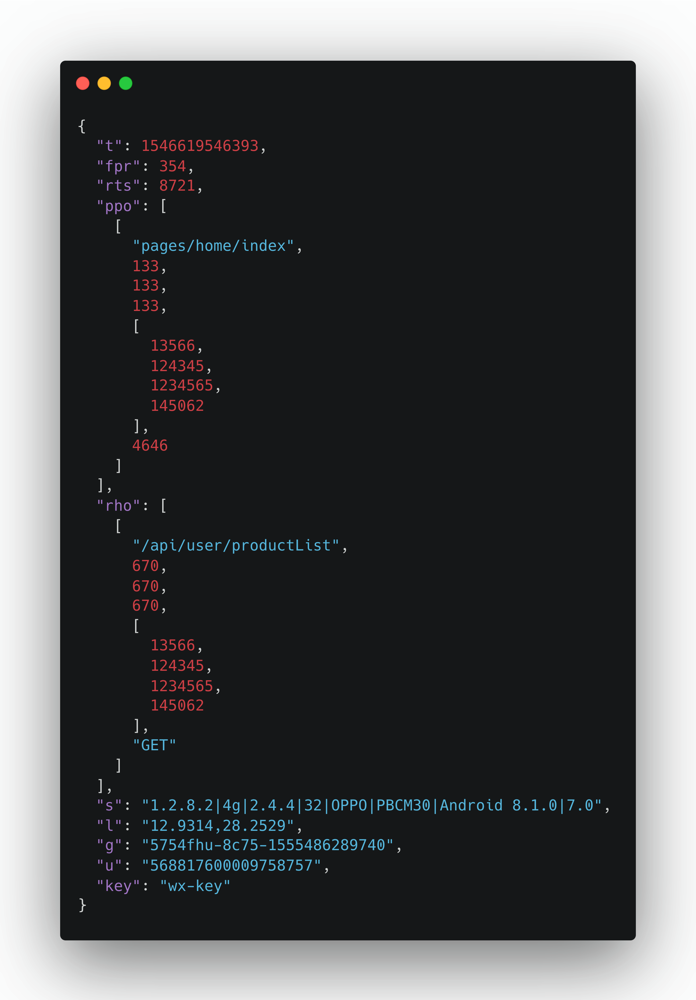 {
  "t": 1546619546393,
  "fpr": 354,
  "rts": 8721,
  "ppo": [
    [
      "pages/home/index",
      133,
      133,
      133,
      [
        13566,
        124345,
        1234565,
        145062
      ],
      4646
    ]
  ],
  "rho": [
    [
      "/api/user/productList",
      670,
      670,
      670,
      [
        13566,
        124345,
        1234565,
        145062
      ],
      "GET"
    ]
  ],
  "s": "1.2.8.2|4g|2.4.4|32|OPPO|PBCM30|Android 8.1.0|7.0",
  "l": "12.9314,28.2529",
  "g": "5754fhu-8c75-1555486289740",
  "u": "568817600009758757",
  "key": "wx-key"
}